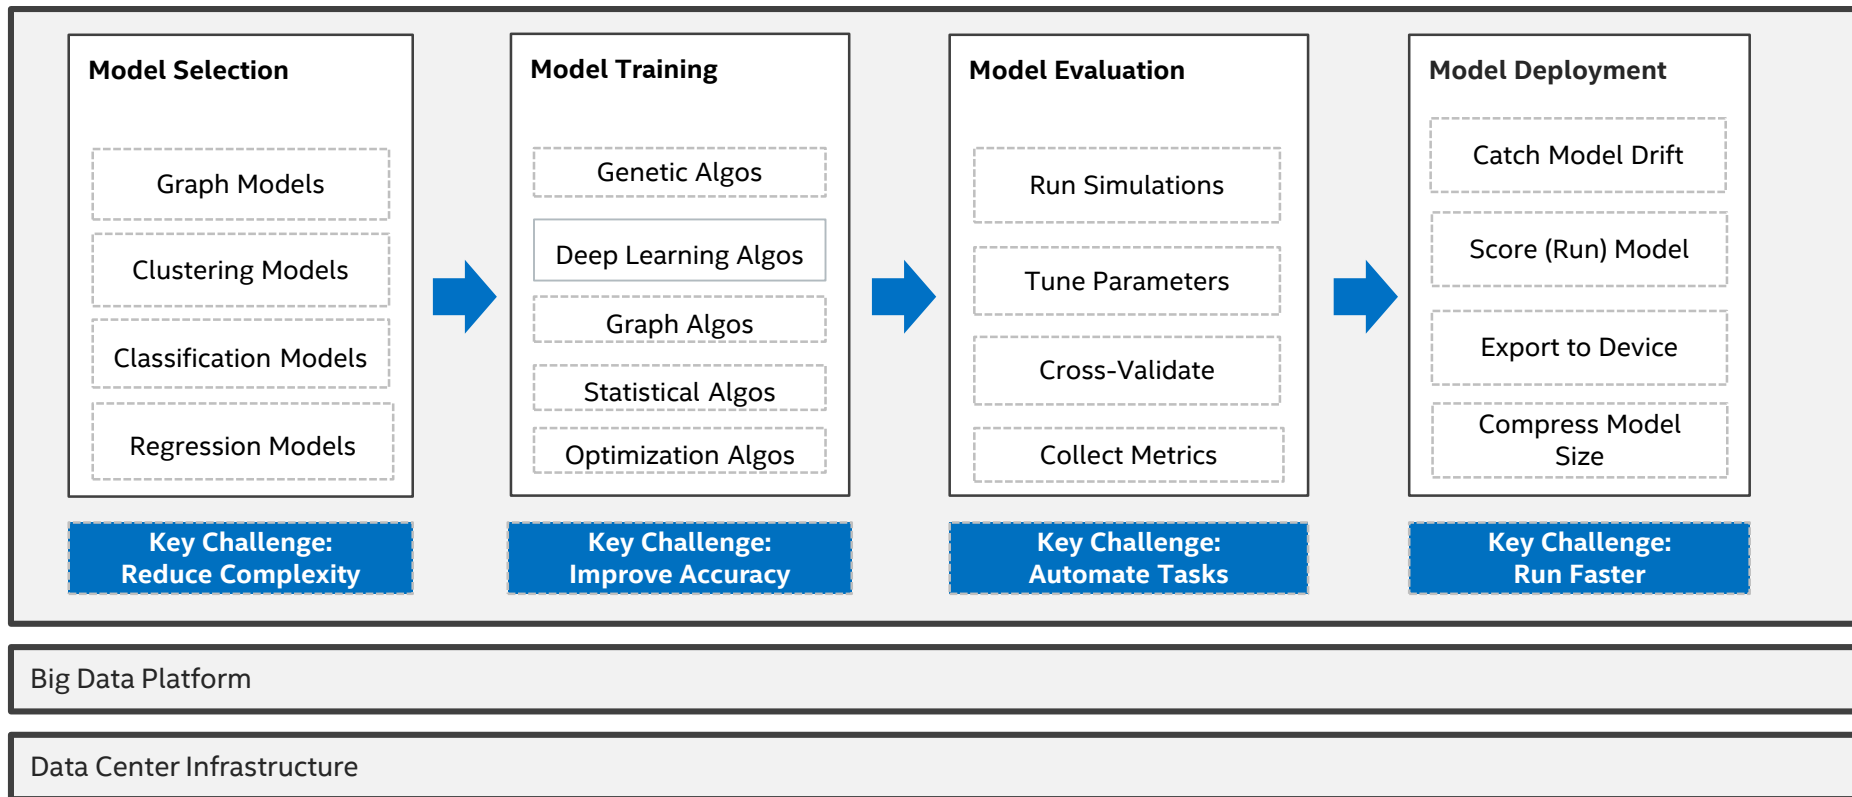 Model Selection
Graph Models
Clustering Models
Classification Models
Regression Models
Key Challenge:
Reduce Complexity
Model Training
Genetic Algos
Deep Learning Algos
Graph Algos
Statistical Algos
Optimization Algos
Key Challenge:
Improve Accuracy
Model Evaluation
Run Simulations
Tune Parameters
Cross-Validate
Collect Metrics
Key Challenge:
Automate Tasks
Model Deployment
Catch Model Drift
Score (Run) Model
Export to Device
Compress Model
Size
Key Challenge:
Run Faster
Big Data Platform
Data Center Infrastructure